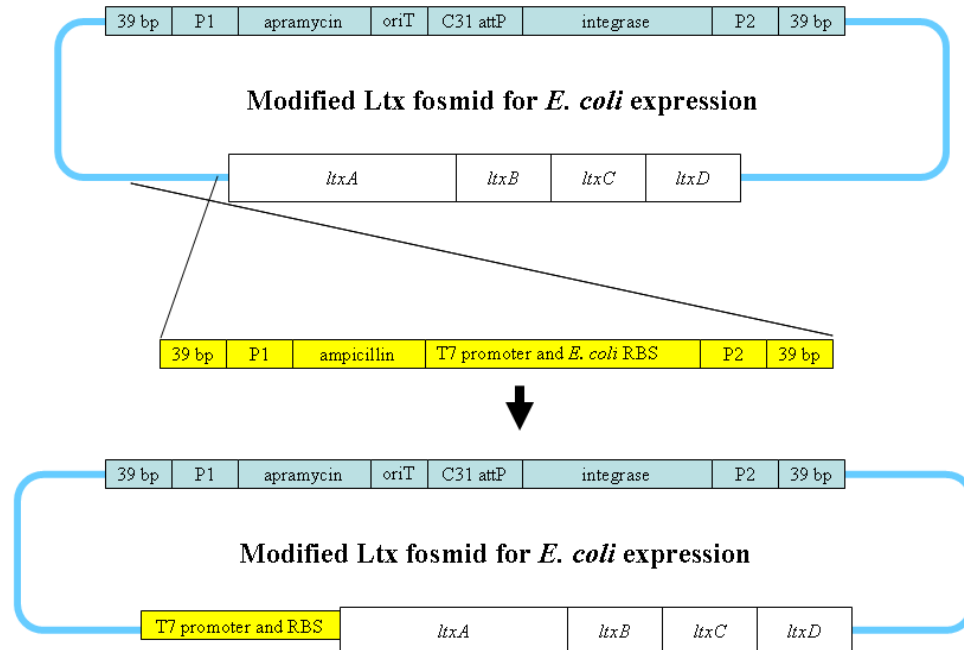 39 bp P1 apramycin oriT C31 attP integrase P2 39 bp
Modified Ltx fosmid for E. coli expression
ltxA ltxB ltxC ltxD
39 bp P1 ampicillin T7 promoter and E. coli RBS P2 39 bp
39 bp P1 apramycin oriT C31 attP integrase P2 39 bp
Modified Ltx fosmid for E. coli expression
T7 promoter and RBS ltxA ltxB ltxC ltxD